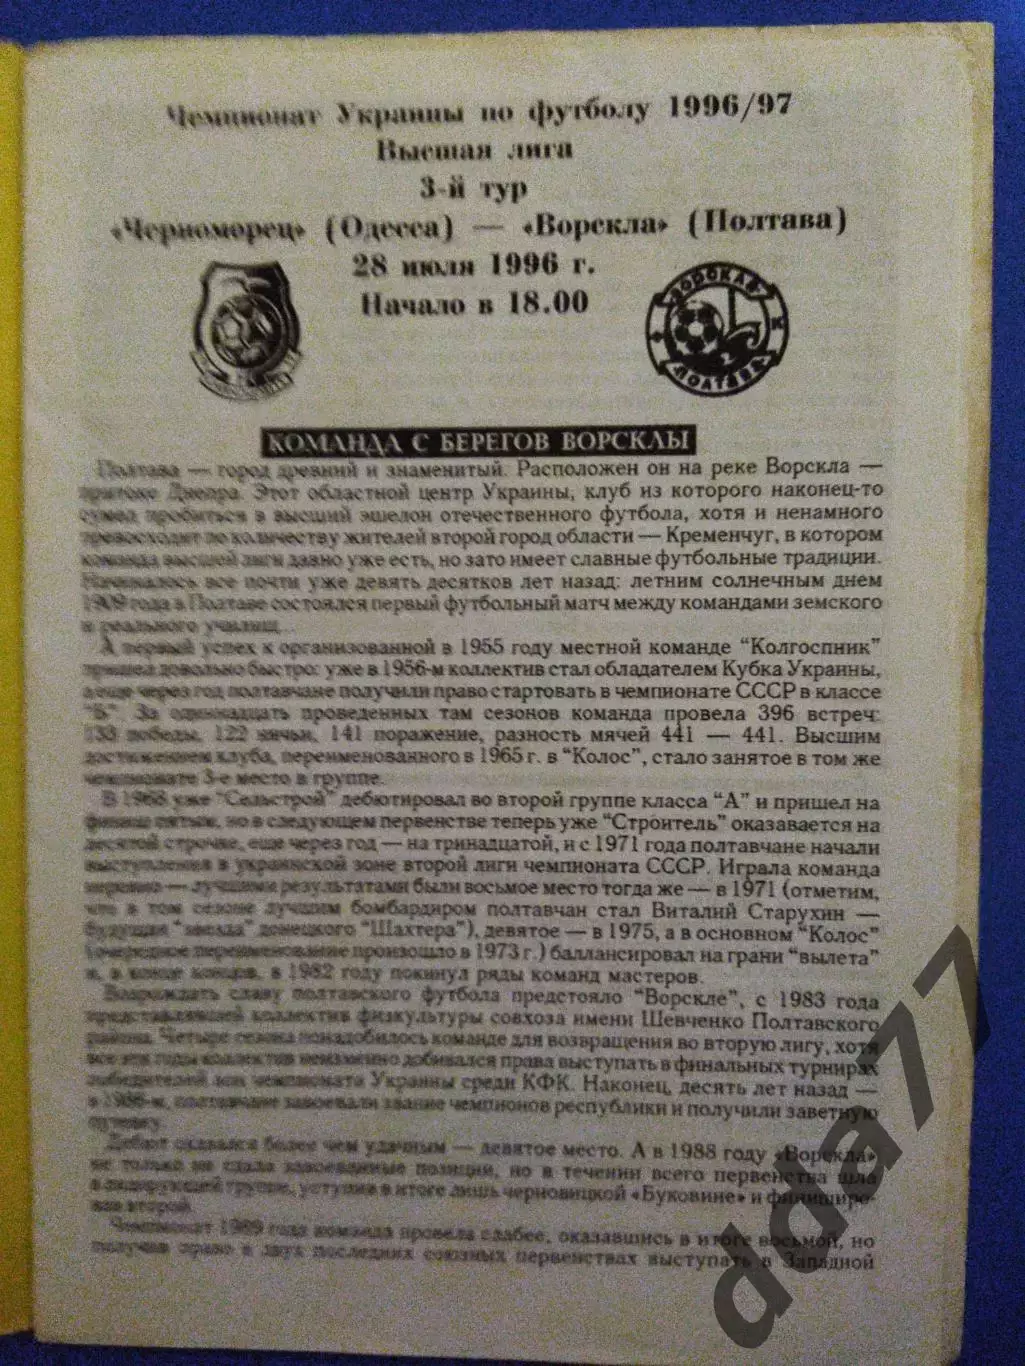 Чемпионат Украины по футболу 1996/97
Высшая лига
3-й тур
«Черноморец» (Одесса) — «Ворскла» (Полтава)
28 июля 1996 г.
Начало в 18.00
ВОРСКЛА
Ф К
ПОЛТАВА
КОМАНДА С БЕРЕГОВ ВОРСКЛЫ
Полтава — город древний и знаменитый. Расположен он на реке Ворскла —
притоке Днепра. Этот областной центр Украины, клуб из которого наконец-то
сумел пробиться в высший эшелон отечественного футбола, хотя и ненамного
превосходит по количеству жителей второй город области — Кременчуг, в котором
команда высшей лиги давно уже есть, но зато имеет славные футбольные традиции.
Начиналось все почти уже девять десятков лет назад: летним солнечным днем
1909 года в Полтаве состоялся первый футбольный матч между командами земского
и реального училищ...
А первый успех к организованной в 1955 году местной команде "Колгоспник"
пришел довольно быстро: уже в 1956-м коллектив стал обладателем Кубка Украины,
а еще через год полтавчане получили право стартовать в чемпионате СССР в классе
"Б". За одиннадцать проведенных там сезонов команда провела 396 встреч:
133 победы, 122 ничьи, 141 поражение, разность мячей 441 — 441. Высшим
достижением клуба, переименованного в 1965 г. в "Колос", стало занятое в том же
чемпионате 3-е место в группе.
В 1968 уже "Сельстрой" дебютировал во второй группе класса "А" и пришел на
финиш пятым, но в следующем первенстве теперь уже "Строитель" оказавается на
десятой строчке, еще через год — на тринадцатой, и с 1971 года полтавчане начали
выступления в украинской зоне второй лиги чемпионата СССР. Играла команда
неровно — лучшими результатами были восьмое место тогда же — в 1971 (отметим,
что в том сезоне лучшим бомбардиром полтавчан стал Виталий Старухин —
будущая "звезда" донецкого "Шахтера"), девятое — в 1975, а в основном "Колос"
(очередное переименование произошло в 1973 г.) баллансировал на грани "вылета"
и, в конце концов, в 1982 году покинул ряды команд мастеров.
Возрождать славу полтавского футбола предстояло "Ворскле", с 1983 года
представлявшей коллектив физкультуры совхоза имени Шевченко Полтавского
района. Четыре сезона понадобилось команде для возвращения во вторую лигу, хотя
все эти годы коллектив неизменно добивался права выступать в финальных турнирах
победителей зон чемпионата Украины среди КФК. Наконец, десять лет назад —
в 1986-м, полтавчане завоевали звание чемпионов республики и получили заветную
путевку.
Дебют оказался более чем удачным — девятое место. А в 1988 году «Ворскла»
не только не сдала завоеванные позиции, но в течении всего первенства шла
в лидирующей группе, уступив в итоге лишь черновицкой «Буковине» и финиширо-
вав второй.
Чемпионат 1989 года команда провела слабее, оказавшись в итоге восьмой, но
получив право в двух последних союзных первенствах выступать в Западной
dda77